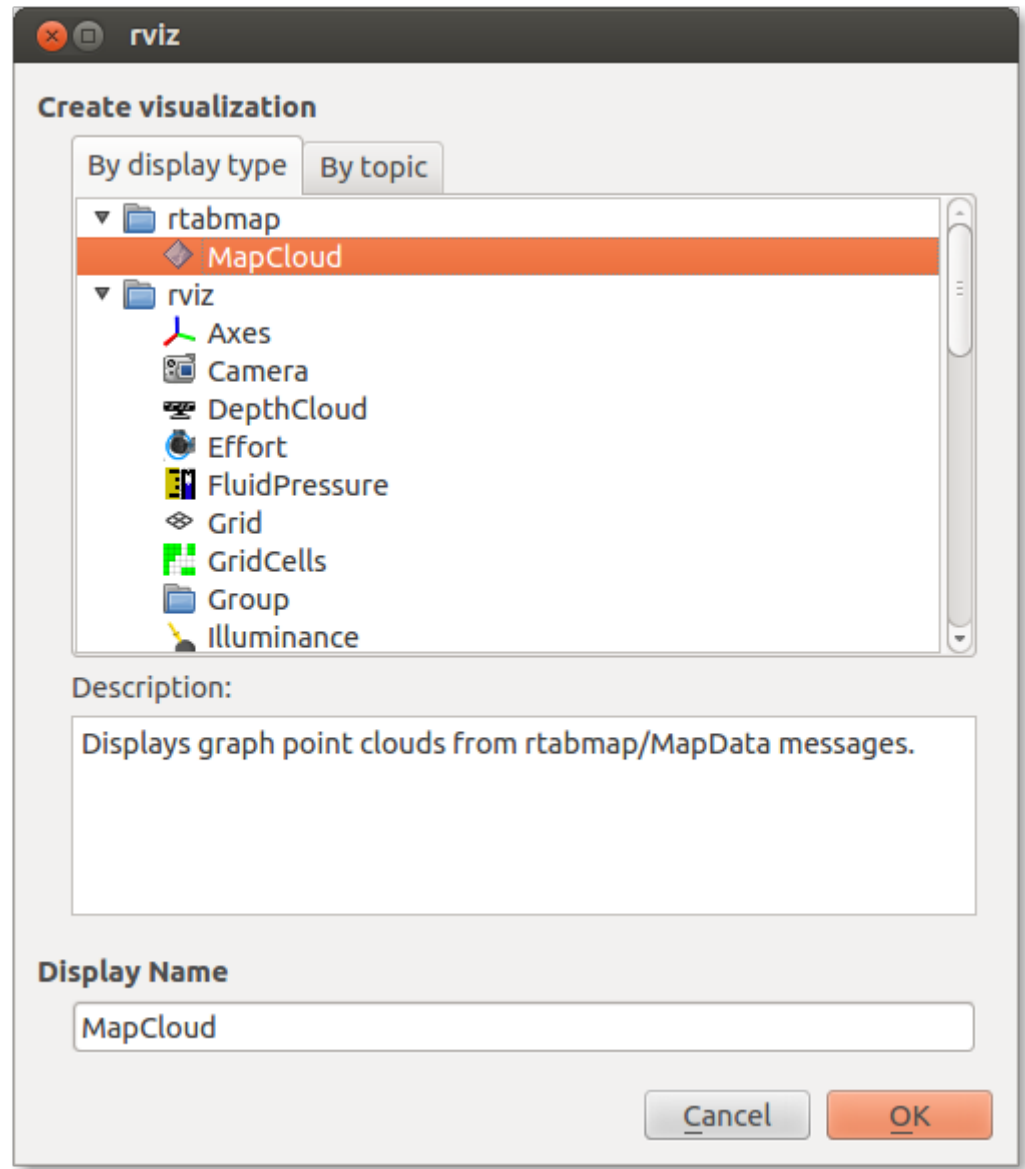 rviz
Create visualization
By display type By topic
rtabmap
MapCloud
rviz
Axes
Camera
DepthCloud
Effort
FluidPressure
Grid
GridCells
Group
Illuminance
Description:
Displays graph point clouds from rtabmap/MapData messages.
Display Name
MapCloud
Cancel OK